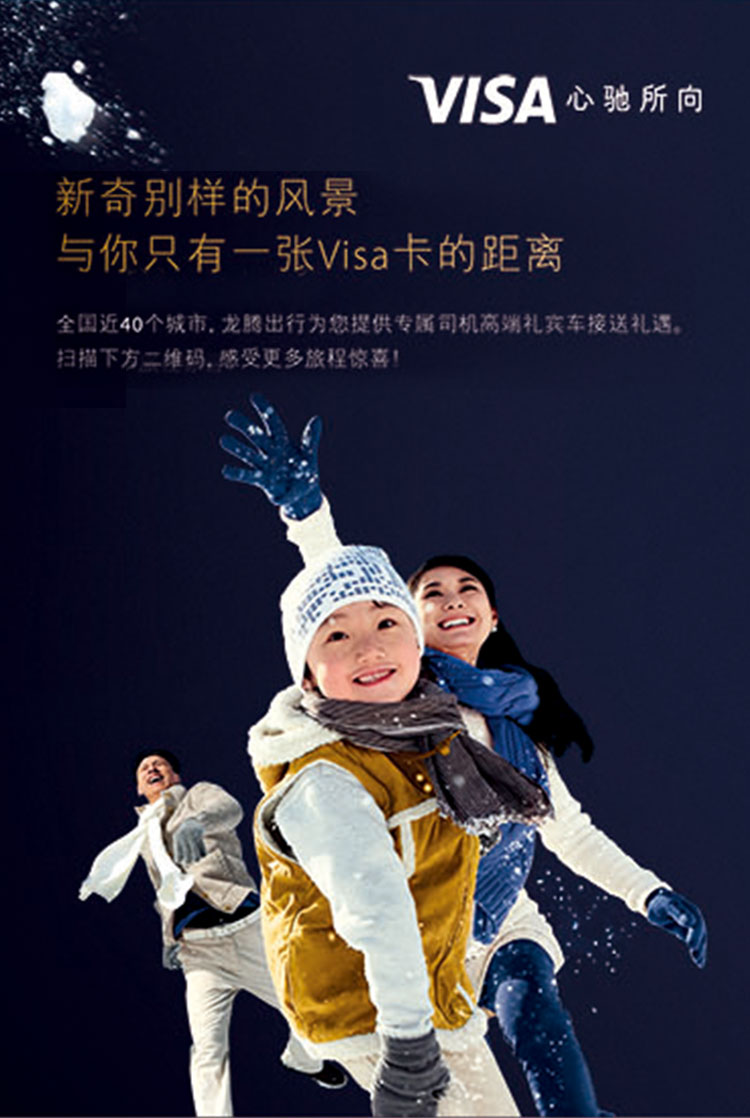 VISA 心驰所向
新奇别样的风景
与你只有一张Visa卡的距离
全国近40个城市，龙腾出行为您提供专属司机高端礼宾车接送礼遇。
扫描下方二维码，感受更多旅程惊喜！